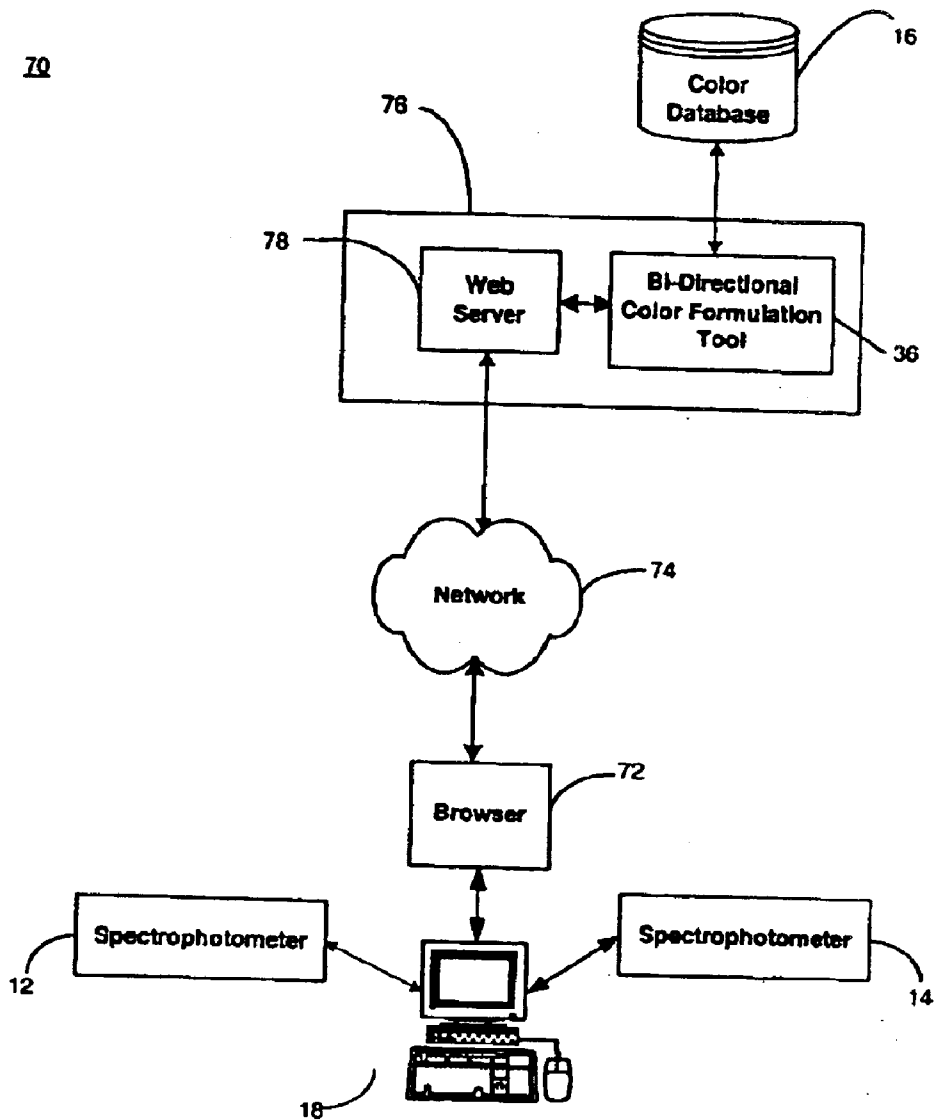 16
70
Color
Database
76
78
Web
Server
Bi-Directional
Color Formulation
Tool
36
Network
74
72
Browser
Spectrophotometer
Spectrophotometer
12
14
18